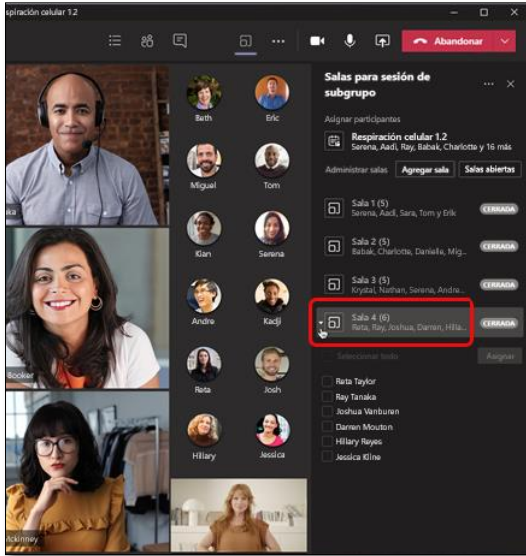 spiración celular 1.2
Abandonar
Salas para sesión de
subgrupo
Asignar participantes
Respiración celular 1.2
Serena, Aadi, Ray, Babak, Charlotte y 16 más
Administrar salas
Agregar sala
Salas abiertas
Sala 1 (5)
Serena, Aadi, Sara, Tom y Erik
CERRADA
Sala 2 (5)
Babak, Charlotte, Danielle, Mig...
CERRADA
Sala 3 (5)
Krystal, Nathan, Serena, Andre...
CERRADA
Sala 4 (6)
Reta, Ray, Joshua, Darren, Hilla...
CERRADA
Seleccionar todo
Asignar
Reta Taylor
Ray Tanaka
Joshua Vanburen
Darren Mouton
Hillary Reyes
Jessica Kline
Beth
Eric
Miguel
Tom
Kian
Serena
Andre
Kadji
Reta
Josh
Hillary
Jessica
aka
Booker
McKinney